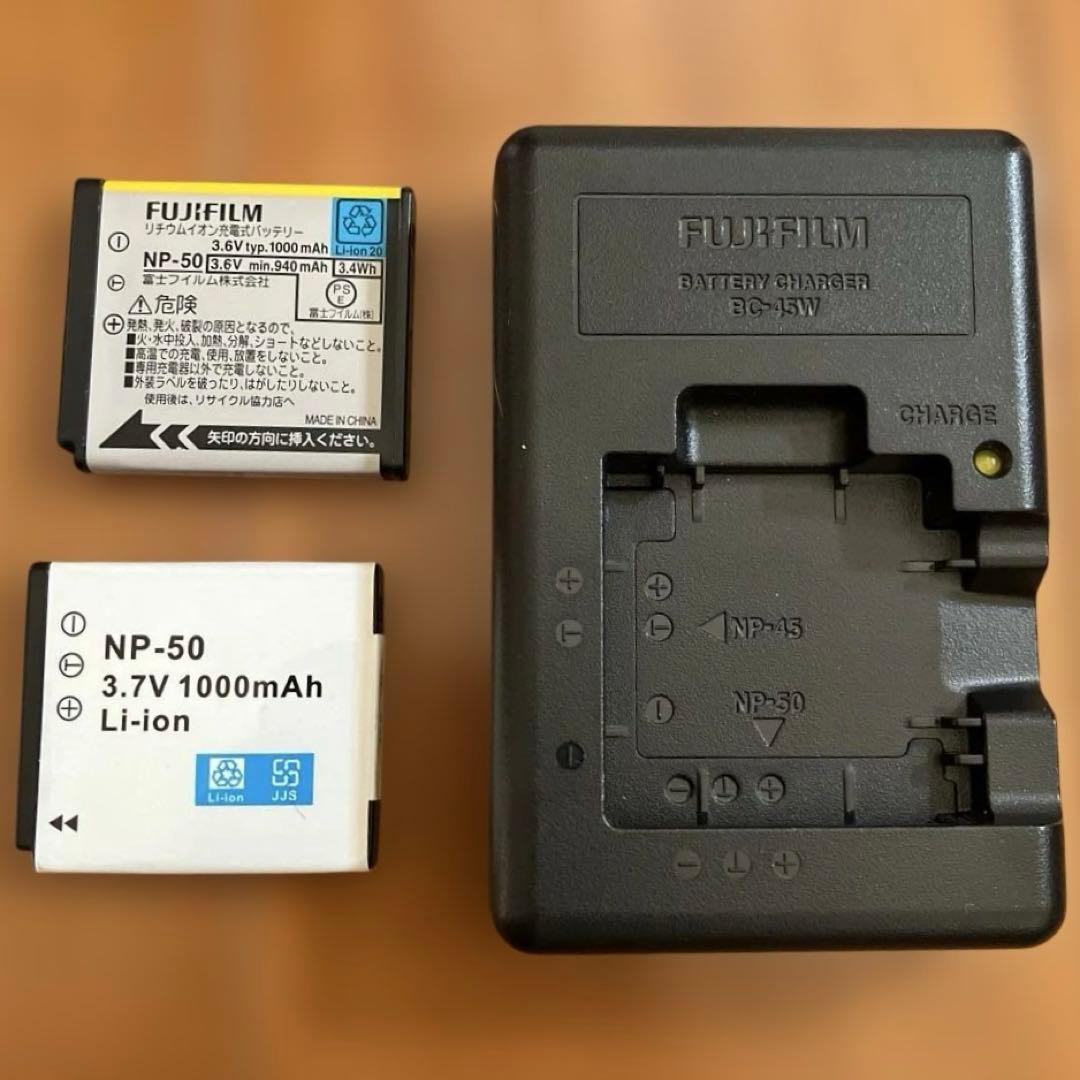 FUJIFILM
リチウムイオン充電式バッテリー
3.6V typ.1000 mAh
Li-ion 20
NP-50 3.6V min.940 mAh 3.4Wh
富士フイルム株式会社
PS
E
富士フイルム(株)
⚠危険
発熱、発火、破裂の原因となるので、
■火・水中投入、加熱、分解、ショートなどしないこと。
■高温での充電、使用、放置をしないこと。
■専用充電器以外で充電しないこと。
■外装ラベルを破ったり、はがしたりしないこと。
使用後は、リサイクル協力店へ
MADE IN CHINA
矢印の方向に挿入ください。
⊖
Ⓣ
⊕
NP-50
3.7V 1000mAh
Li-ion
Li-ion JJS
⊖
Ⓣ
⊕
FUJIFILM
BATTERY CHARGER
BC-45W
CHARGE
⊕ ⊕
Ⓣ ⊖ ◁NP-45
⊖ ⊖
NP-50
▽
⊖ Ⓣ ⊕
⊖ Ⓣ ⊕